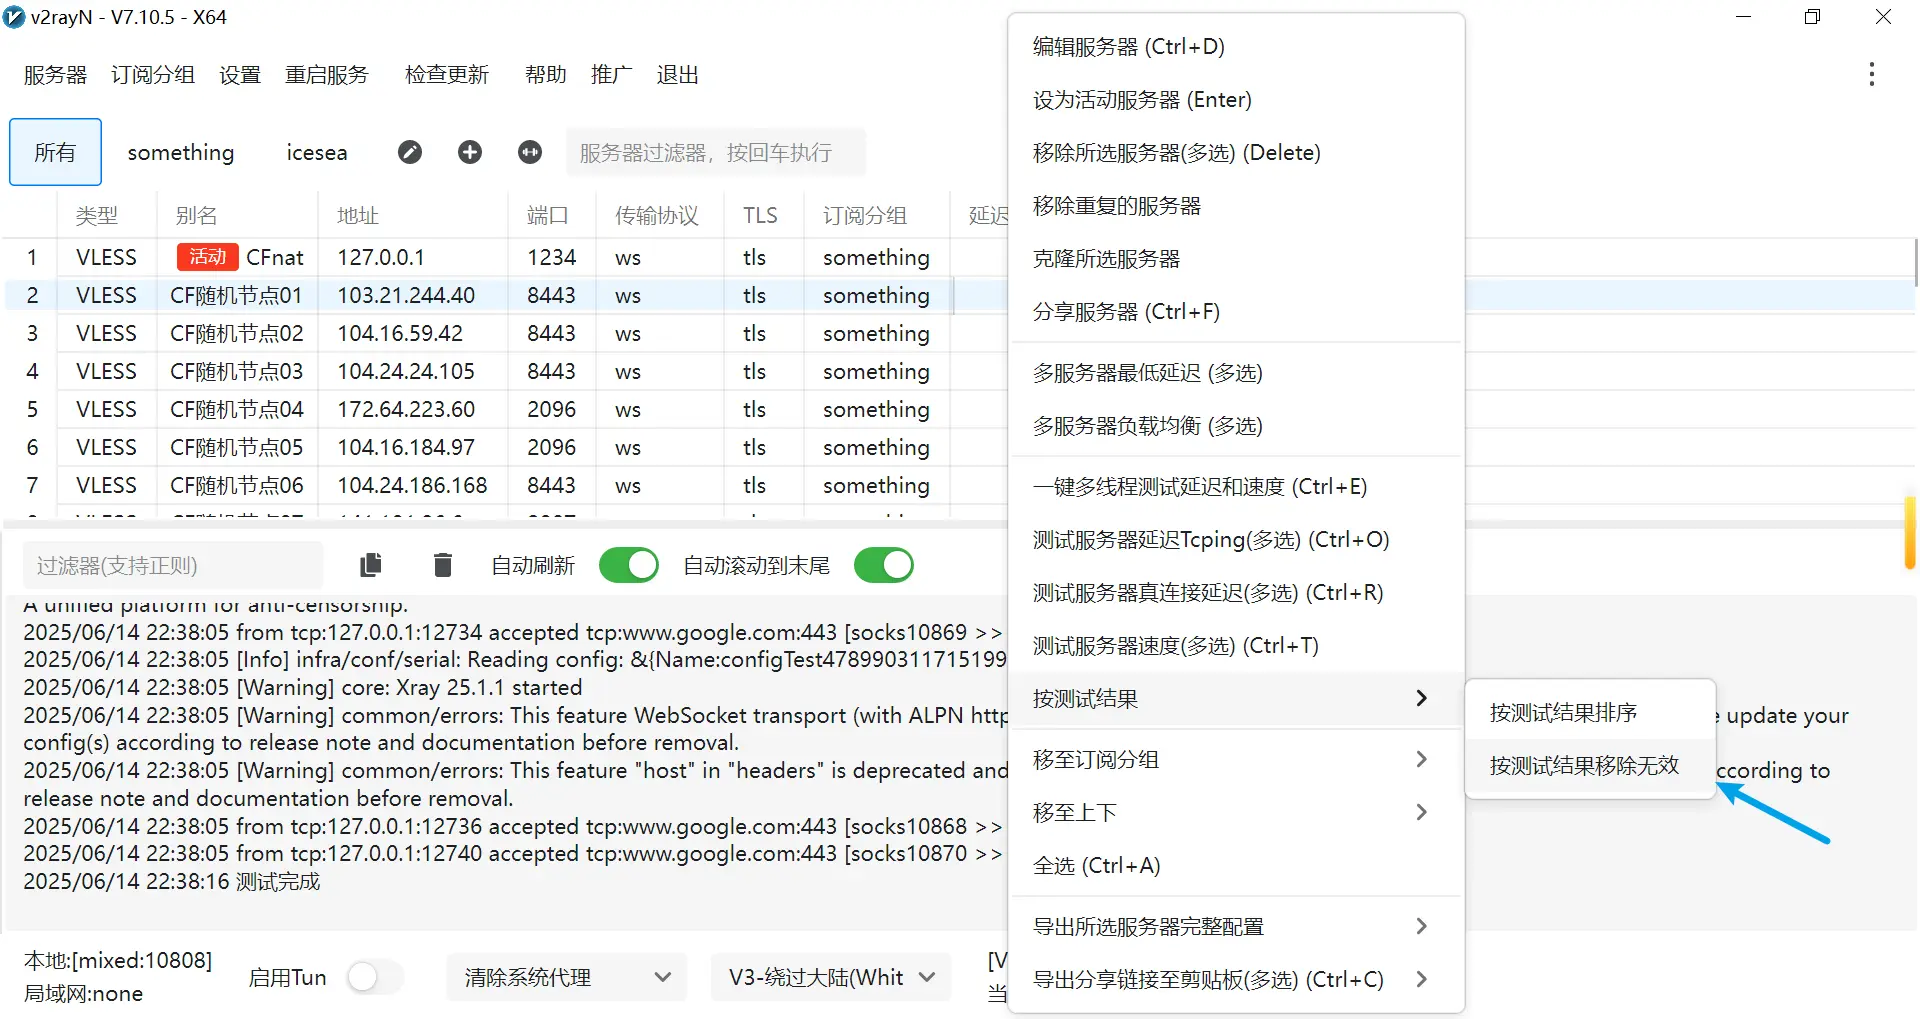 v2rayN - V7.10.5 - X64
服务器 订阅分组 设置 重启服务 检查更新 帮助 推广 退出
所有 something icesea 服务器过滤器，按回车执行
类型 别名 地址 端口 传输协议 TLS 订阅分组 延迟
1 VLESS 活动 CFnat 127.0.0.1 1234 ws tls something
2 VLESS CF随机节点01 103.21.244.40 8443 ws tls something
3 VLESS CF随机节点02 104.16.59.42 8443 ws tls something
4 VLESS CF随机节点03 104.24.24.105 8443 ws tls something
5 VLESS CF随机节点04 172.64.223.60 2096 ws tls something
6 VLESS CF随机节点05 104.16.184.97 2096 ws tls something
7 VLESS CF随机节点06 104.24.186.168 8443 ws tls something
过滤器(支持正则) 自动刷新 自动滚动到末尾
A unified platform for anti-censorship.
2025/06/14 22:38:05 from tcp:127.0.0.1:12734 accepted tcp:www.google.com:443 [socks10869 >>
2025/06/14 22:38:05 [Info] infra/conf/serial: Reading config: &{Name:configTest478990311715199
2025/06/14 22:38:05 [Warning] core: Xray 25.1.1 started
2025/06/14 22:38:05 [Warning] common/errors: This feature WebSocket transport (with ALPN http update your
config(s) according to release note and documentation before removal.
2025/06/14 22:38:05 [Warning] common/errors: This feature "host" in "headers" is deprecated and ccording to
release note and documentation before removal.
2025/06/14 22:38:05 from tcp:127.0.0.1:12736 accepted tcp:www.google.com:443 [socks10868 >>
2025/06/14 22:38:05 from tcp:127.0.0.1:12740 accepted tcp:www.google.com:443 [socks10870 >>
2025/06/14 22:38:16 测试完成
本地:[mixed:10808]
局域网:none
启用Tun 清除系统代理 V3-绕过大陆(Whit
[V
当
编辑服务器 (Ctrl+D)
设为活动服务器 (Enter)
移除所选服务器(多选) (Delete)
移除重复的服务器
克隆所选服务器
分享服务器 (Ctrl+F)
多服务器最低延迟 (多选)
多服务器负载均衡 (多选)
一键多线程测试延迟和速度 (Ctrl+E)
测试服务器延迟Tcping(多选) (Ctrl+O)
测试服务器真连接延迟(多选) (Ctrl+R)
测试服务器速度(多选) (Ctrl+T)
按测试结果
移至订阅分组
移至上下
全选 (Ctrl+A)
导出所选服务器完整配置
导出分享链接至剪贴板(多选) (Ctrl+C)
按测试结果排序
按测试结果移除无效